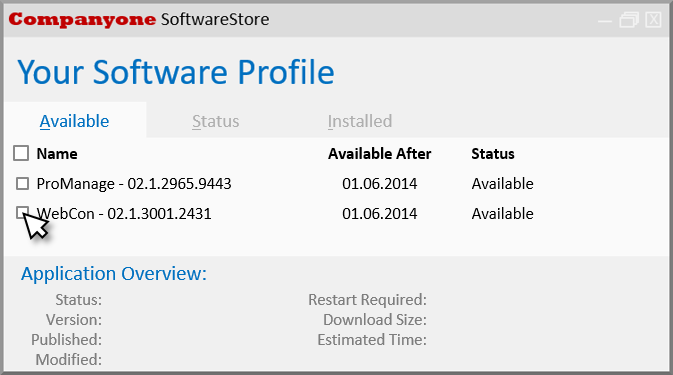 Companyone SoftwareStore
Your Software Profile
Available Status Installed
Name Available After Status
ProManage - 02.1.2965.9443 01.06.2014 Available
WebCon - 02.1.3001.2431 01.06.2014 Available
Application Overview:
Status: Restart Required:
Version: Download Size:
Published: Estimated Time:
Modified: